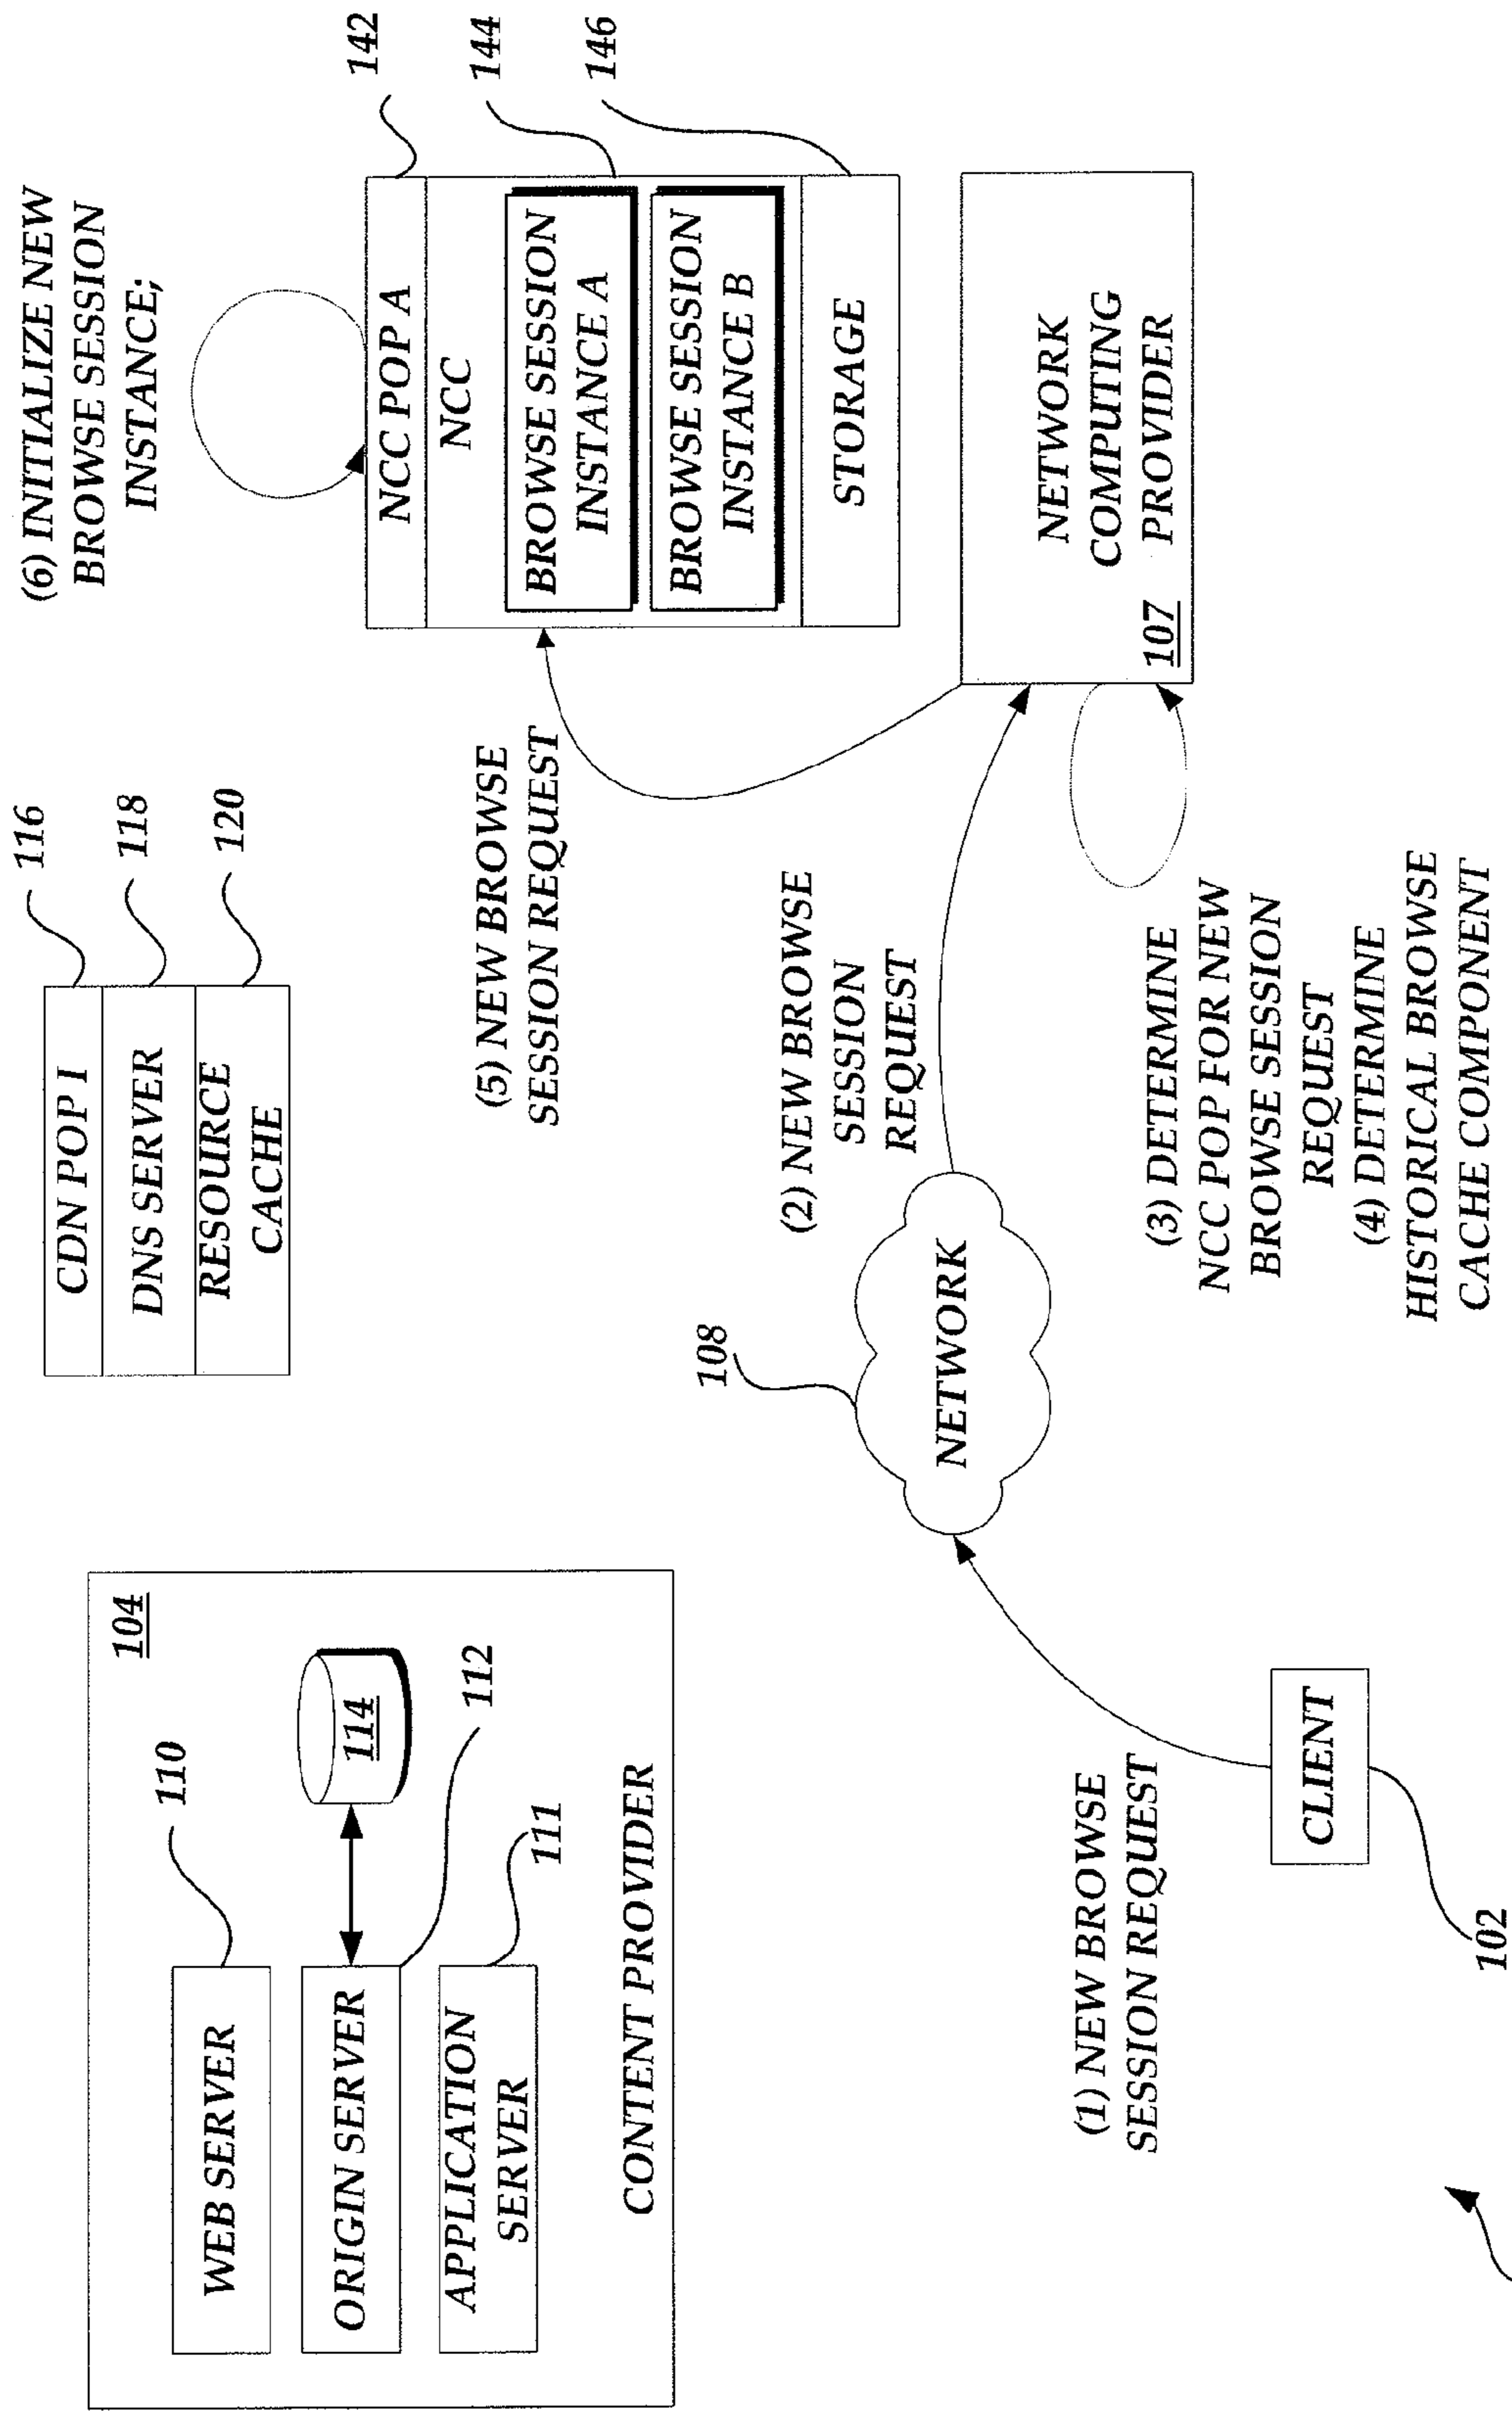 104
WEB SERVER
110
ORIGIN SERVER
114
112
APPLICATION
SERVER
111
CONTENT PROVIDER
CDN POP I
116
DNS SERVER
118
RESOURCE
CACHE
120
(6) INITIALIZE NEW
BROWSE SESSION
INSTANCE;
NCC POP A
142
NCC
144
BROWSE SESSION
INSTANCE A
BROWSE SESSION
INSTANCE B
STORAGE
146
(5) NEW BROWSE
SESSION REQUEST
NETWORK
COMPUTING
PROVIDER
107
(2) NEW BROWSE
SESSION
REQUEST
108
NETWORK
(1) NEW BROWSE
SESSION REQUEST
CLIENT
102
(3) DETERMINE
NCC POP FOR NEW
BROWSE SESSION
REQUEST
(4) DETERMINE
HISTORICAL BROWSE
CACHE COMPONENT